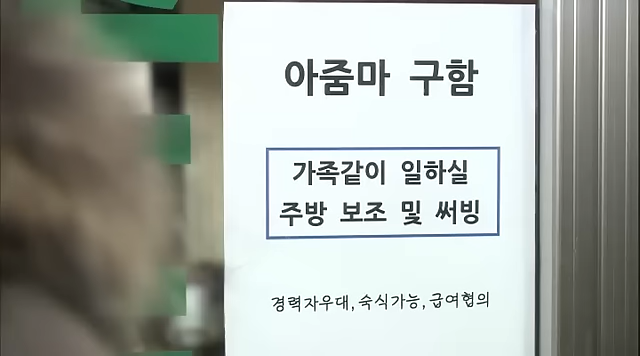 아줌마 구함
가족같이 일하실
주방 보조 및 써빙
경력자우대, 숙식가능, 급여협의